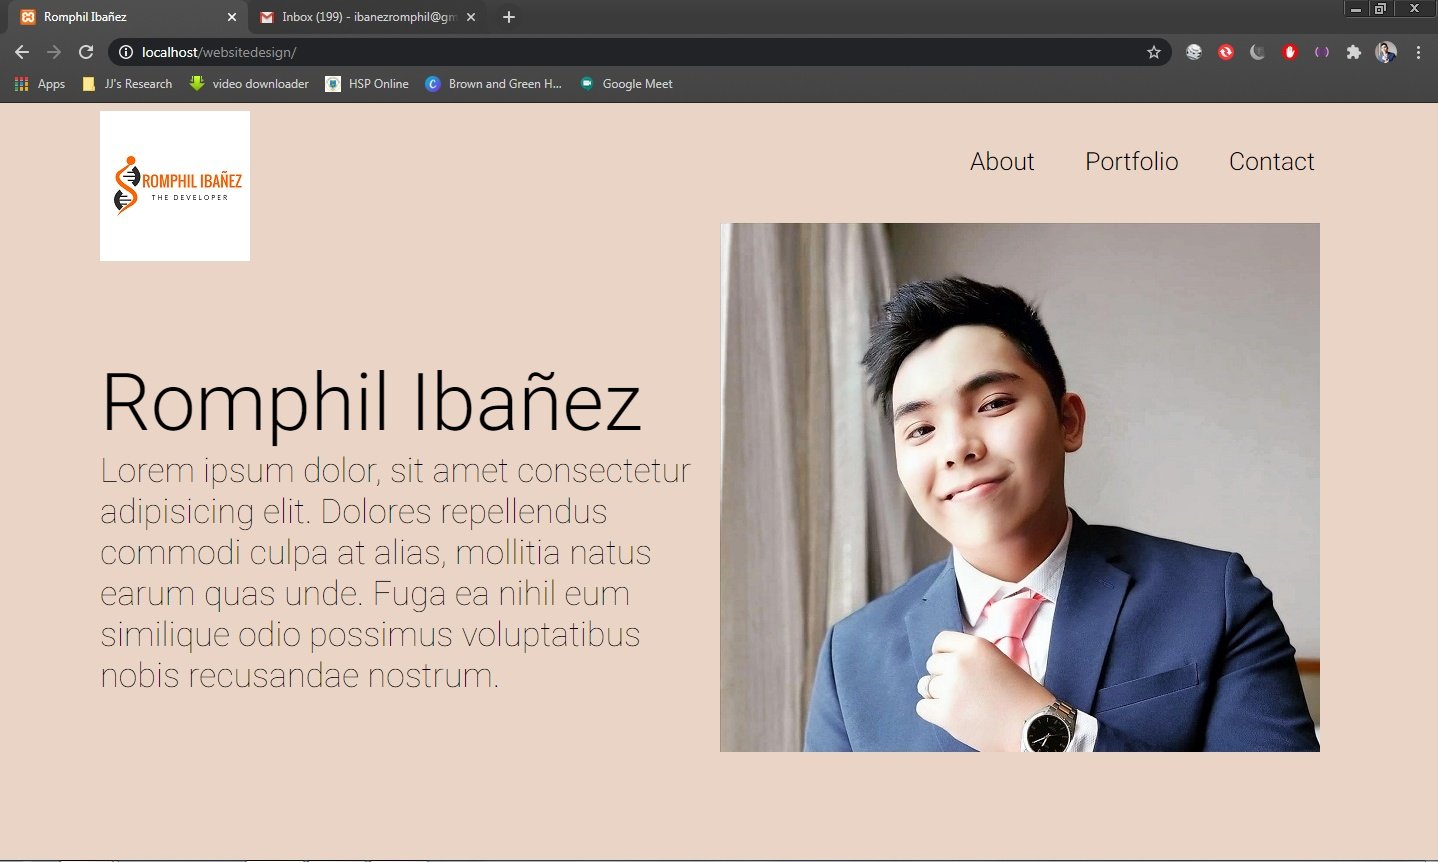 Romphil Ibañez
Inbox (199) - ibanezromphil@gm
localhost/websitedesign/
Apps
JJ's Research
video downloader
HSP Online
Brown and Green H...
Google Meet
ROMPHIL IBAÑEZ
THE DEVELOPER
About
Portfolio
Contact
Romphil Ibañez
Lorem ipsum dolor, sit amet consectetur
adipisicing elit. Dolores repellendus
commodi culpa at alias, mollitia natus
earum quas unde. Fuga ea nihil eum
similique odio possimus voluptatibus
nobis recusandae nostrum.